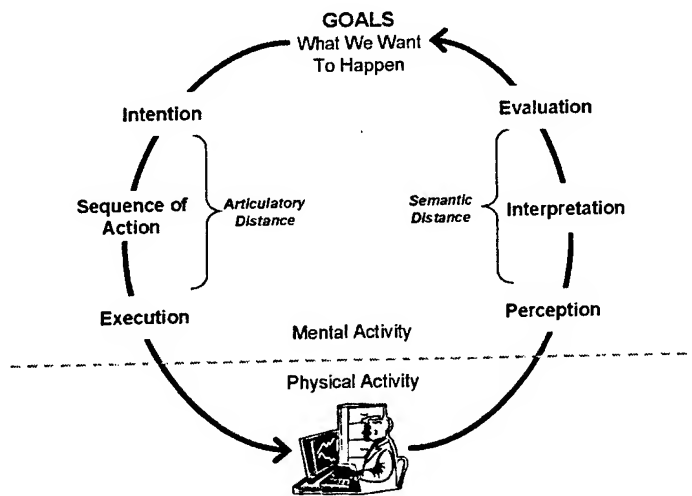 GOALS
What We Want
To Happen
Intention
Evaluation
Sequence of
Action
Articulatory
Distance
Semantic
Distance
Interpretation
Execution
Perception
Mental Activity
Physical Activity